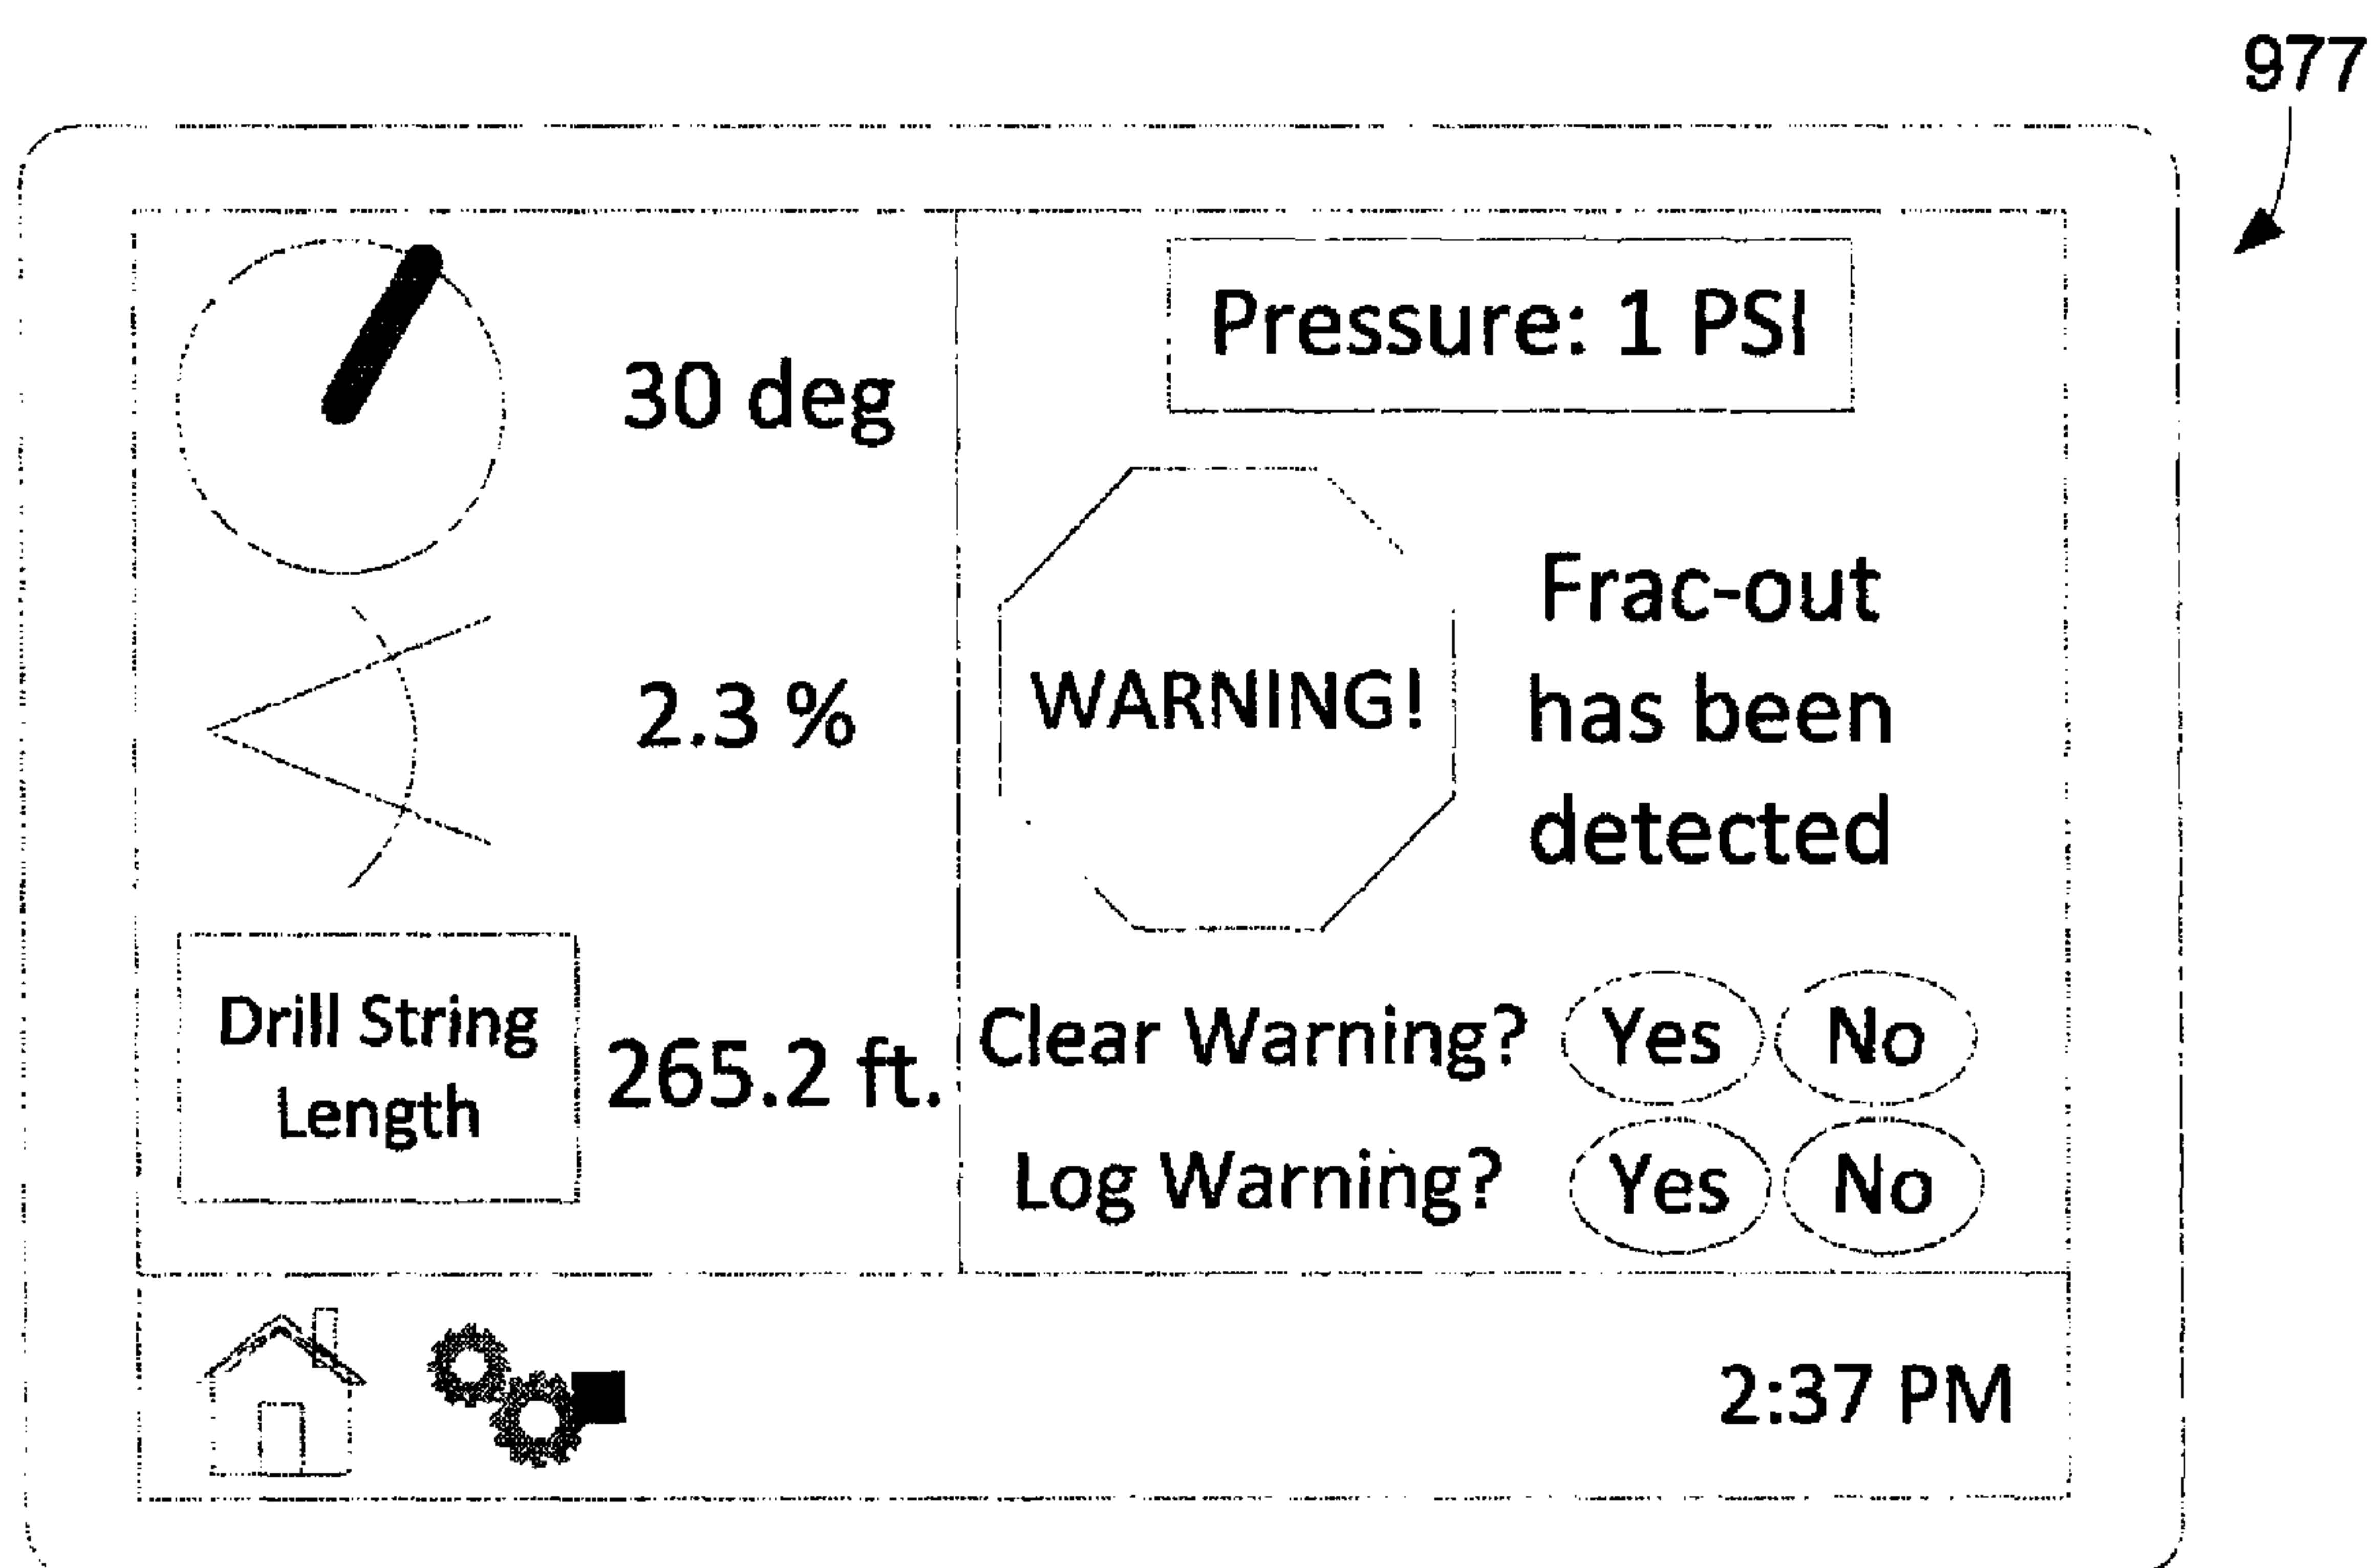 977
30 deg
2.3 %
Drill String
Length
265.2 ft.
Pressure: 1 PSI
WARNING!
Frac-out
has been
detected
Clear Warning? Yes No
Log Warning? Yes No
2:37 PM